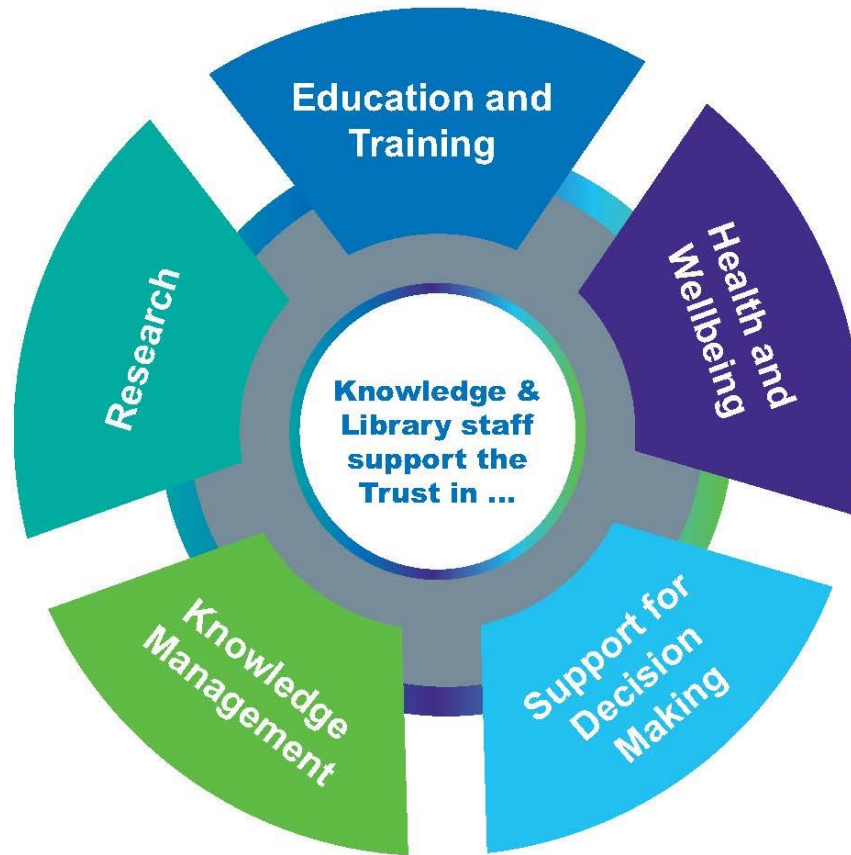 Education and
Training
Health and
Wellbeing
Support for
Decision
Making
Knowledge
Management
Research
Knowledge &
Library staff
support the
Trust in ...